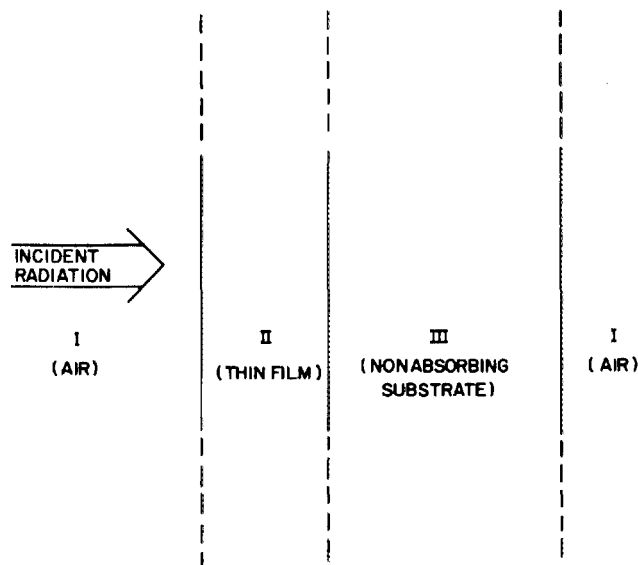 INCIDENT
RADIATION
I
(AIR)
II
(THIN FILM)
III
(NONABSORBING
SUBSTRATE)
I
(AIR)